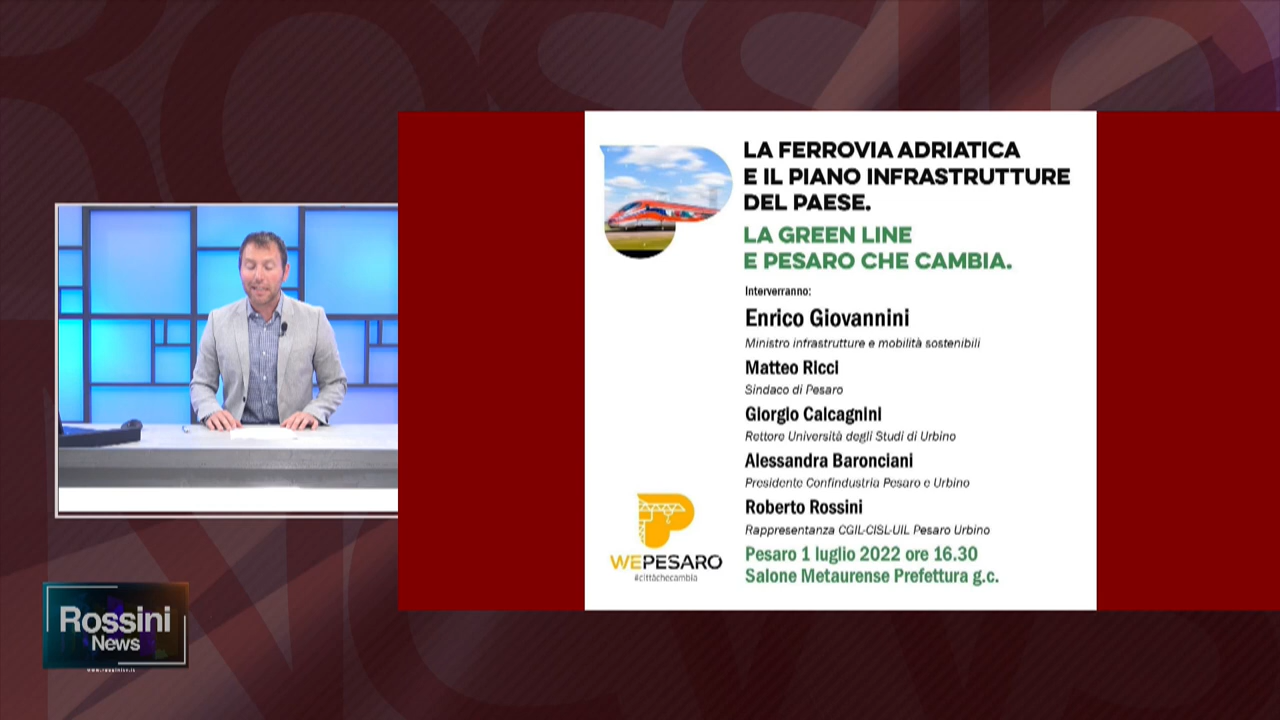 LA FERROVIA ADRIATICA
E IL PIANO INFRASTRUTTURE
DEL PAESE.
LA GREEN LINE
E PESARO CHE CAMBIA.
Interverranno:
Enrico Giovannini
Ministro infrastrutture e mobilità sostenibili
Matteo Ricci
Sindaco di Pesaro
Giorgio Calcagnini
Rettore Università degli Studi di Urbino
Alessandra Baronciani
Presidente Confindustria Pesaro e Urbino
Roberto Rossini
Rappresentanza CGIL-CISL-UIL Pesaro Urbino
Pesaro 1 luglio 2022 ore 16.30
Salone Metaurense Prefettura g.c.
WEPESARO
#cittàchecambia
Rossini
News